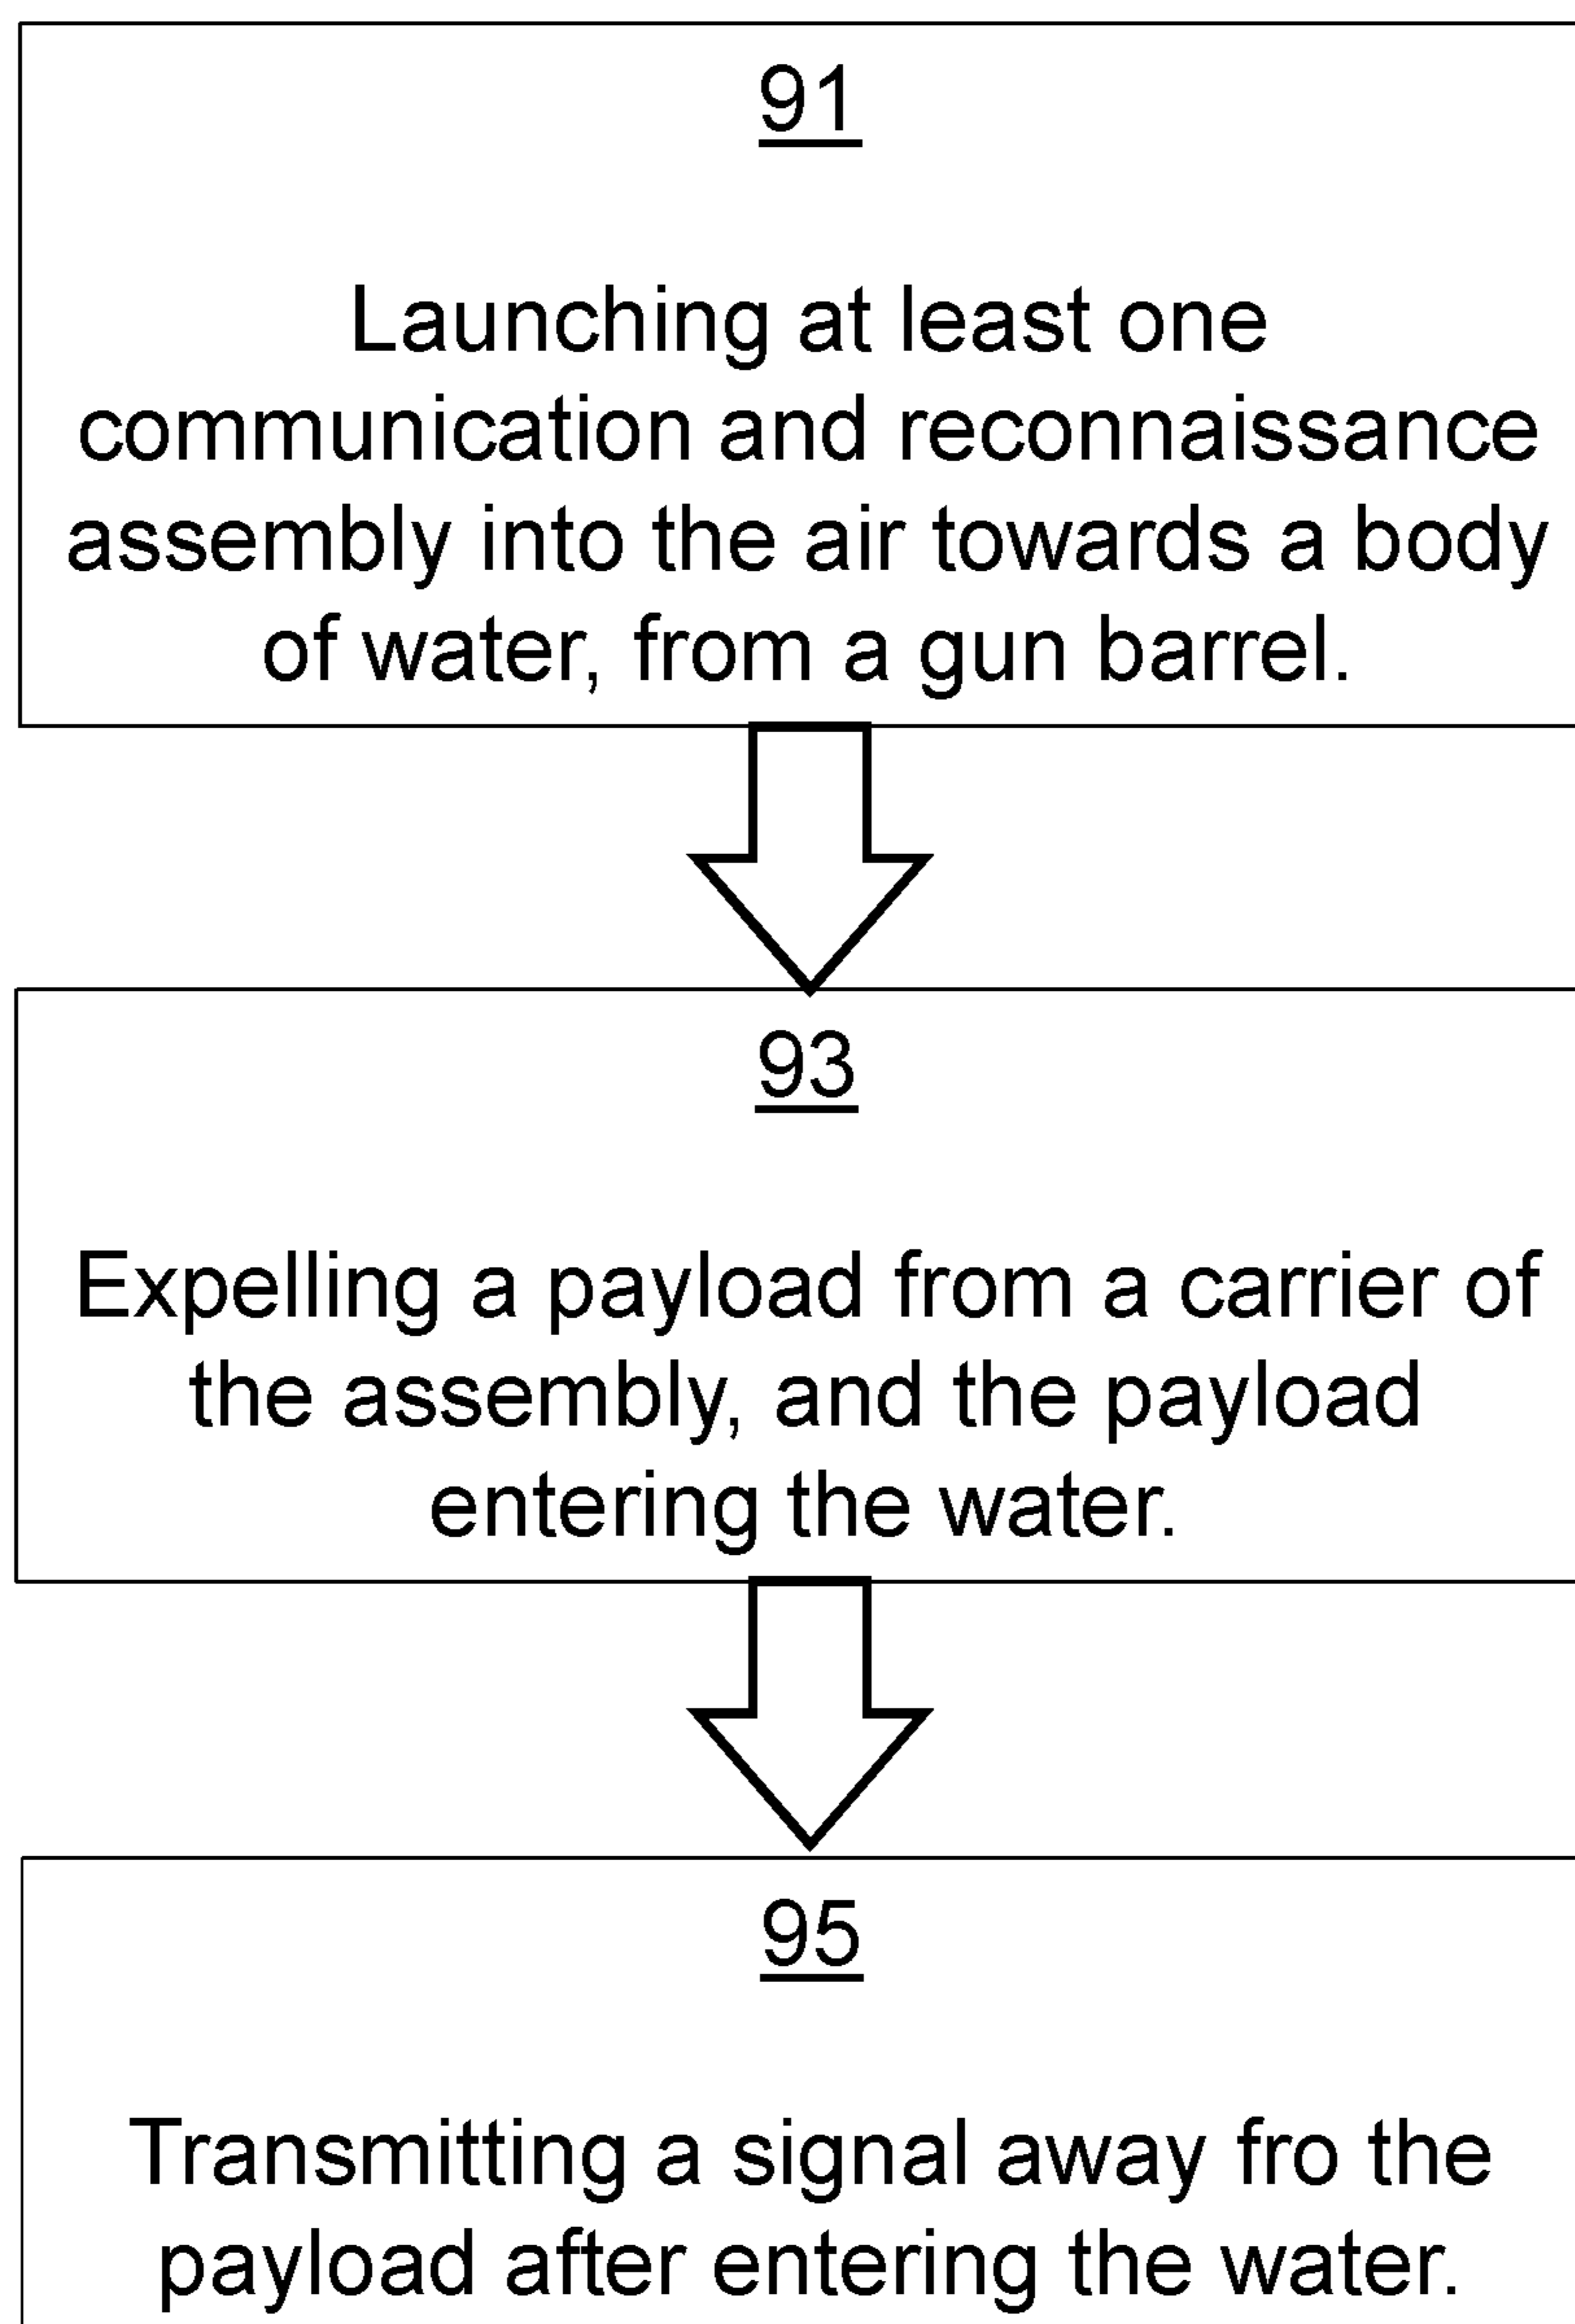 91
Launching at least one
communication and reconnaissance
assembly into the air towards a body
of water, from a gun barrel.
93
Expelling a payload from a carrier of
the assembly, and the payload
entering the water.
95
Transmitting a signal away fro the
payload after entering the water.